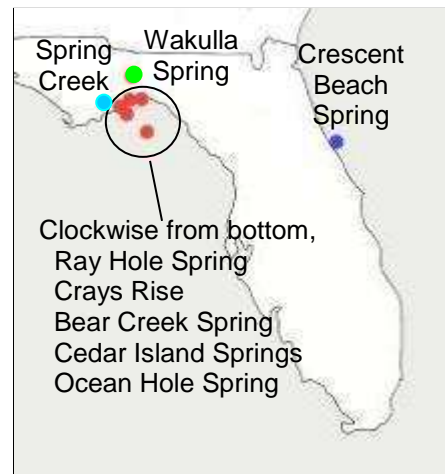 Spring
Creek
Wakulla
Spring
Crescent
Beach
Spring
Clockwise from bottom,
Ray Hole Spring
Crays Rise
Bear Creek Spring
Cedar Island Springs
Ocean Hole Spring